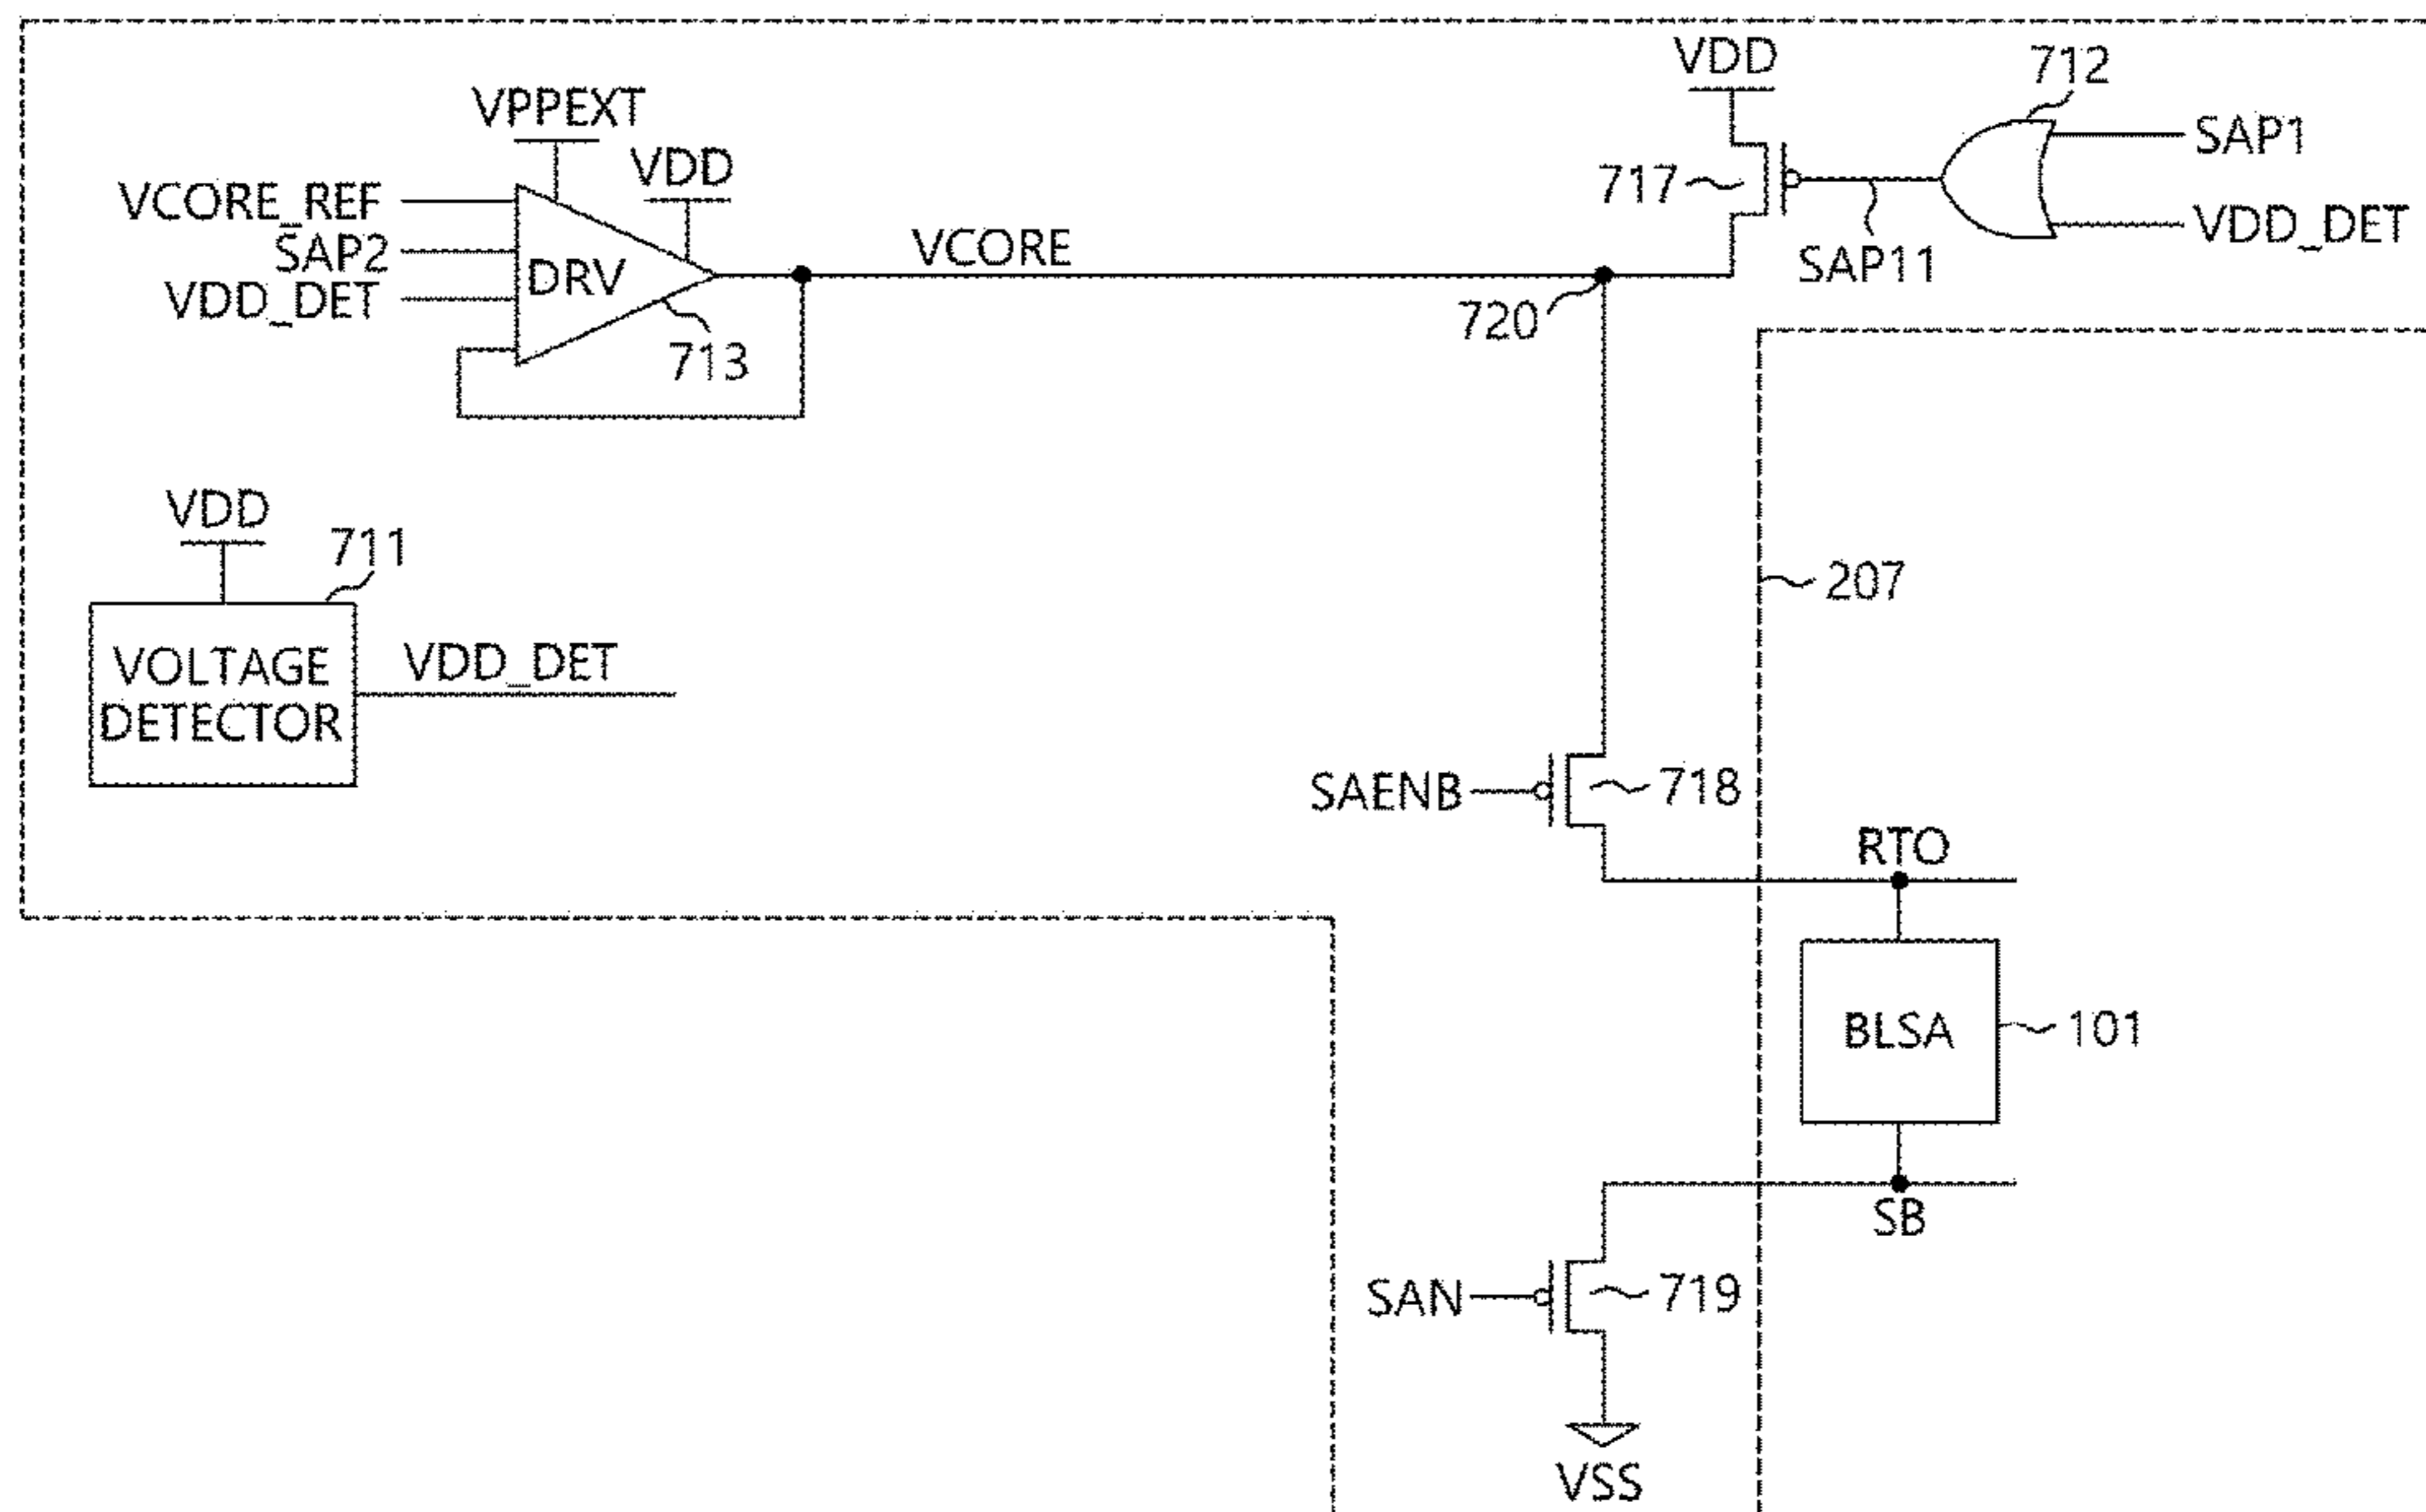 VDD
712
VPPEXT
SAP1
VDD
717
VCORE_REF
VDD_DET
SAP2
VCORE
SAP11
DRV
VDD_DET
720
713
VDD
711
207
VOLTAGE
DETECTOR
VDD_DET
SAENB
718
RTO
BLSA
101
SB
SAN
719
VSS